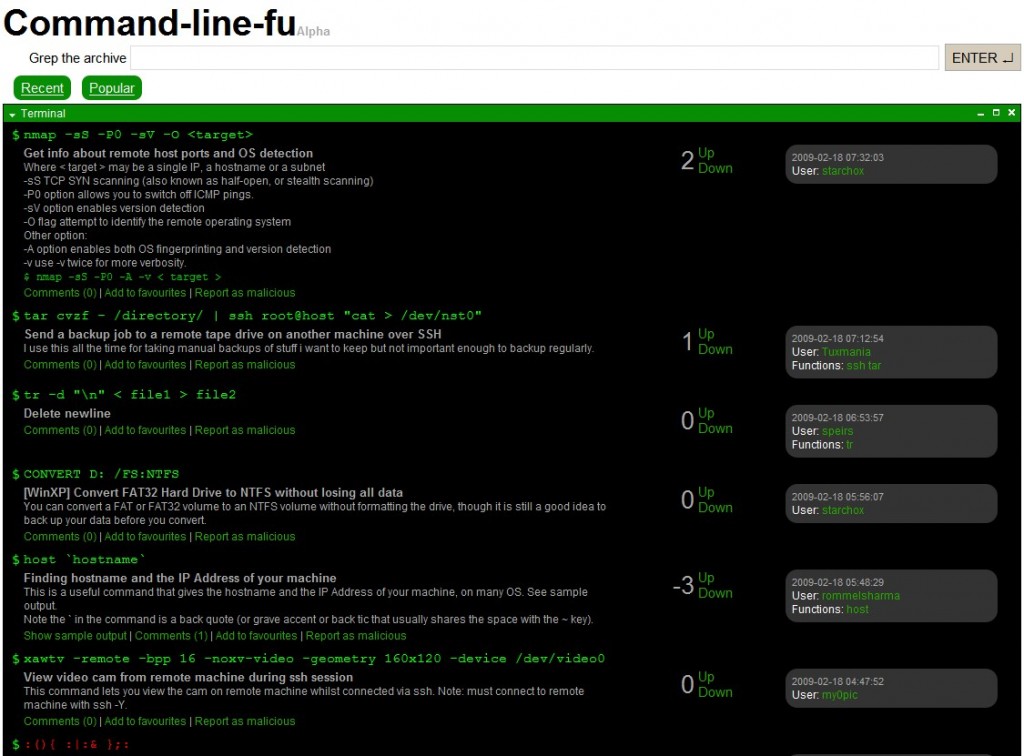 Command-line-fu Alpha
Grep the archive
ENTER
Recent Popular
Terminal
$ nmap -sS -P0 -sV -O <target>
Get info about remote host ports and OS detection
Where < target > may be a single IP, a hostname or a subnet
-sS TCP SYN scanning (also known as half-open, or stealth scanning)
-P0 option allows you to switch off ICMP pings.
-sV option enables version detection
-O flag attempt to identify the remote operating system
Other option:
-A option enables both OS fingerprinting and version detection
-v use -v twice for more verbosity.
$ nmap -sS -P0 -A -v < target >
Comments (0) | Add to favourites | Report as malicious
2 Up
Down
2009-02-18 07:32:03
User: starchox
$ tar cvzf - /directory/ | ssh root@host "cat > /dev/nst0"
Send a backup job to a remote tape drive on another machine over SSH
I use this all the time for taking manual backups of stuff i want to keep but not important enough to backup regularly.
Comments (0) | Add to favourites | Report as malicious
1 Up
Down
2009-02-18 07:12:54
User: Tuxmania
Functions: ssh tar
$ tr -d "\n" < file1 > file2
Delete newline
Comments (0) | Add to favourites | Report as malicious
0 Up
Down
2009-02-18 06:53:57
User: speirs
Functions: tr
$ CONVERT D: /FS:NTFS
[WinXP] Convert FAT32 Hard Drive to NTFS without losing all data
You can convert a FAT or FAT32 volume to an NTFS volume without formatting the drive, though it is still a good idea to
back up your data before you convert.
Comments (0) | Add to favourites | Report as malicious
0 Up
Down
2009-02-18 05:56:07
User: starchox
$ host `hostname`
Finding hostname and the IP Address of your machine
This is a useful command that gives the hostname and the IP Address of your machine, on many OS. See sample
output.
Note the ` in the command is a back quote (or grave accent or back tic that usually shares the space with the ~ key).
Show sample output | Comments (1) | Add to favourites | Report as malicious
-3 Up
Down
2009-02-18 05:48:29
User: rommelsharma
Functions: host
$ xawtv -remote -bpp 16 -noxv-video -geometry 160x120 -device /dev/video0
View video cam from remote machine during ssh session
This command lets you view the cam on remote machine whilst connected via ssh. Note: must connect to remote
machine with ssh -Y.
Comments (0) | Add to favourites | Report as malicious
0 Up
Down
2009-02-18 04:47:52
User: my0pic
$ :(){ :|:& };: